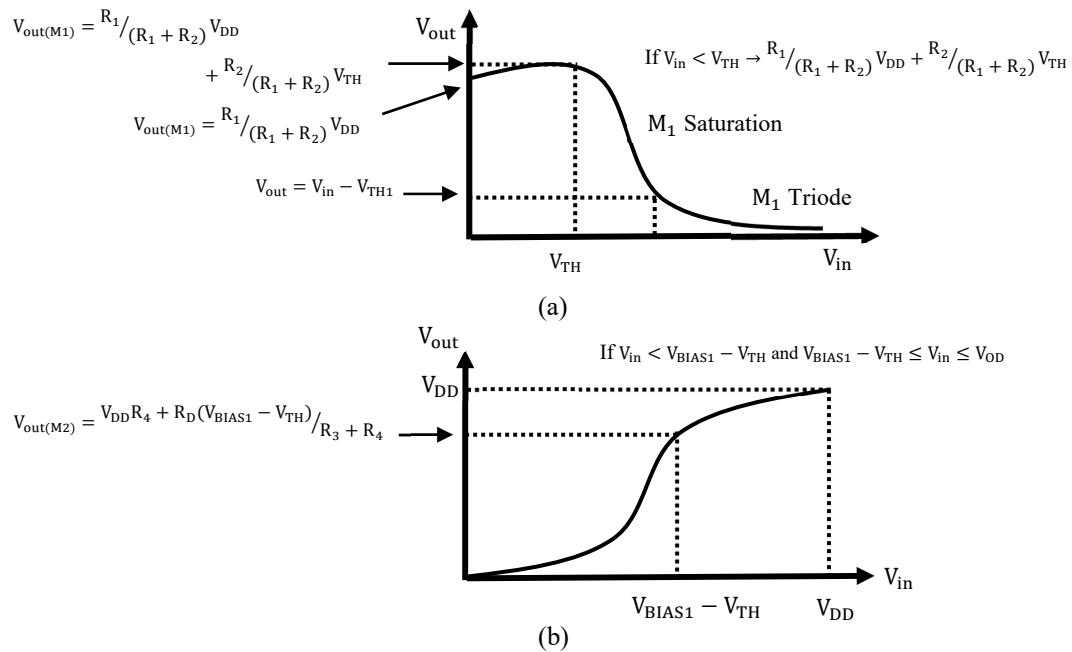 V_out(M1) = R_1/(R_1 + R_2) V_DD
+ R_2/(R_1 + R_2) V_TH
V_out(M1) = R_1/(R_1 + R_2) V_DD
V_out = V_in − V_TH1
V_out
If V_in < V_TH → R_1/(R_1 + R_2) V_DD + R_2/(R_1 + R_2) V_TH
M_1 Saturation
M_1 Triode
V_TH
V_in
(a)
V_out
If V_in < V_BIAS1 − V_TH and V_BIAS1 − V_TH ≤ V_in ≤ V_OD
V_DD
V_out(M2) = V_DD R_4 + R_D(V_BIAS1 − V_TH)/R_3 + R_4
V_in
V_BIAS1 − V_TH
V_DD
(b)